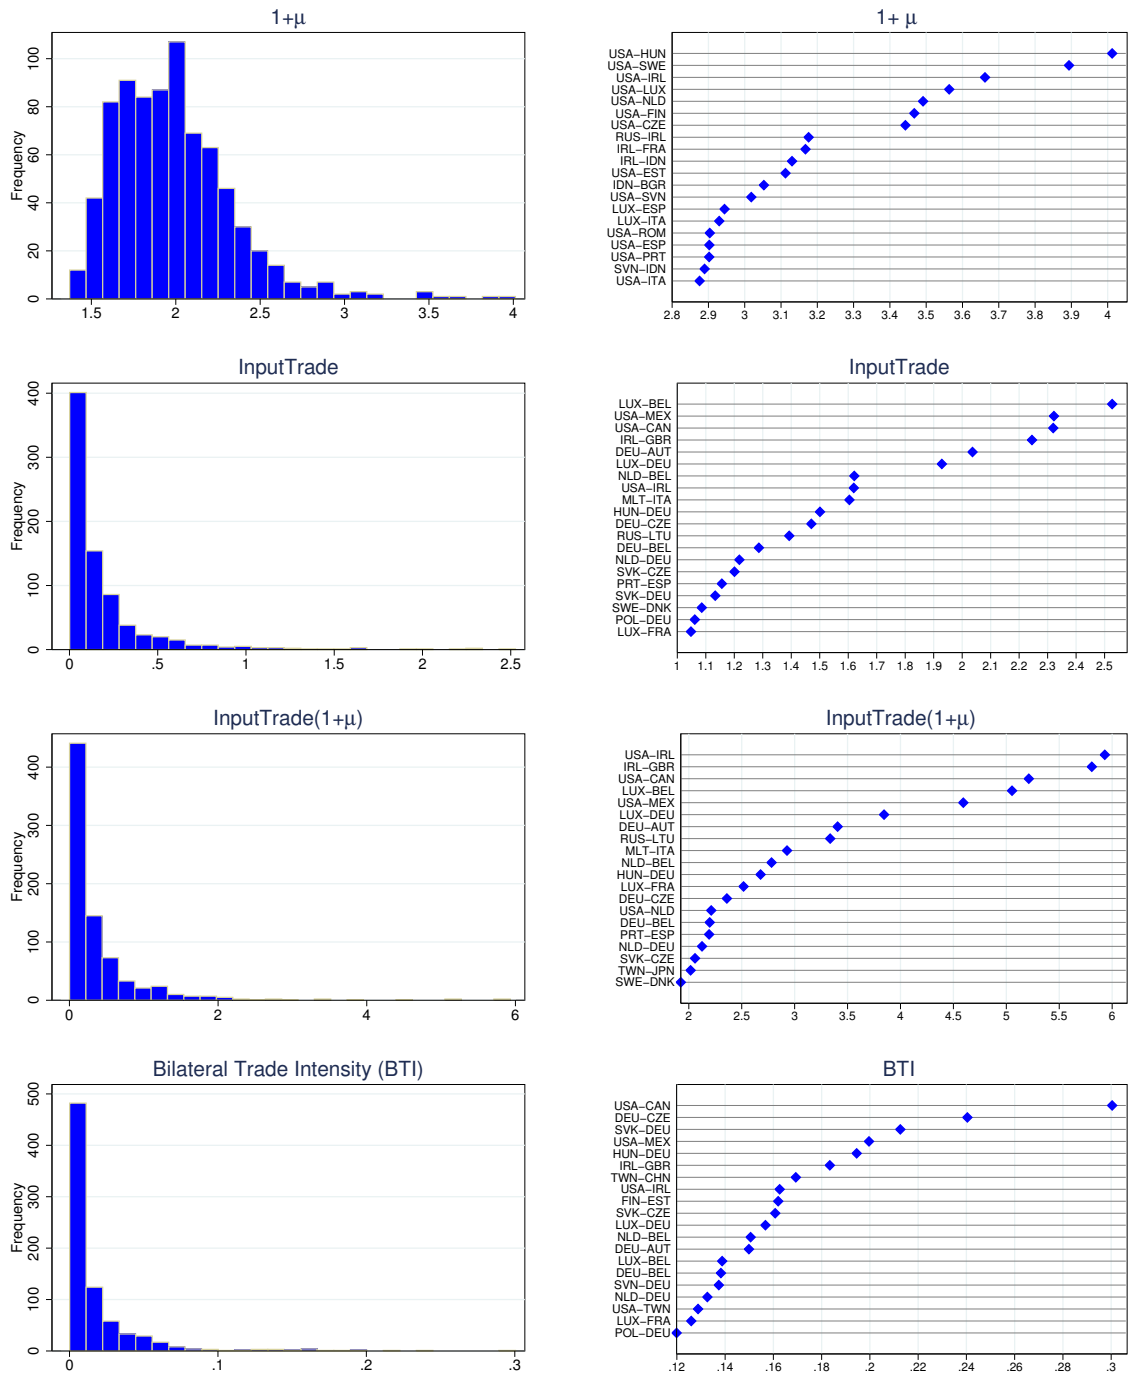 1+μ
Frequency
100
80
60
40
20
0
1.5 2 2.5 3 3.5 4
1+ μ
USA−HUN
USA−SWE
USA−IRL
USA−LUX
USA−NLD
USA−FIN
USA−CZE
RUS−IRL
IRL−FRA
IRL−IDN
USA−EST
IDN−BGR
USA−SVN
LUX−ESP
LUX−ITA
USA−ROM
USA−ESP
USA−PRT
SVN−IDN
USA−ITA
2.8 2.9 3 3.1 3.2 3.3 3.4 3.5 3.6 3.7 3.8 3.9 4
InputTrade
Frequency
400
300
200
100
0
0 .5 1 1.5 2 2.5
InputTrade
LUX−BEL
USA−MEX
USA−CAN
IRL−GBR
DEU−AUT
LUX−DEU
NLD−BEL
USA−IRL
MLT−ITA
HUN−DEU
DEU−CZE
RUS−LTU
DEU−BEL
NLD−DEU
SVK−CZE
PRT−ESP
SVK−DEU
SWE−DNK
POL−DEU
LUX−FRA
1 1.1 1.2 1.3 1.4 1.5 1.6 1.7 1.8 1.9 2 2.1 2.2 2.3 2.4 2.5
InputTrade(1+μ)
Frequency
400
300
200
100
0
0 2 4 6
InputTrade(1+μ)
USA−IRL
IRL−GBR
USA−CAN
LUX−BEL
USA−MEX
LUX−DEU
DEU−AUT
RUS−LTU
MLT−ITA
NLD−BEL
HUN−DEU
LUX−FRA
DEU−CZE
USA−NLD
DEU−BEL
PRT−ESP
NLD−DEU
SVK−CZE
TWN−JPN
SWE−DNK
2 2.5 3 3.5 4 4.5 5 5.5 6
Bilateral Trade Intensity (BTI)
Frequency
500
400
300
200
100
0
0 .1 .2 .3
BTI
USA−CAN
DEU−CZE
SVK−DEU
USA−MEX
HUN−DEU
IRL−GBR
TWN−CHN
USA−IRL
FIN−EST
SVK−CZE
LUX−DEU
NLD−BEL
DEU−AUT
LUX−BEL
DEU−BEL
SVN−DEU
NLD−DEU
USA−TWN
LUX−FRA
POL−DEU
.12 .14 .16 .18 .2 .22 .24 .26 .28 .3